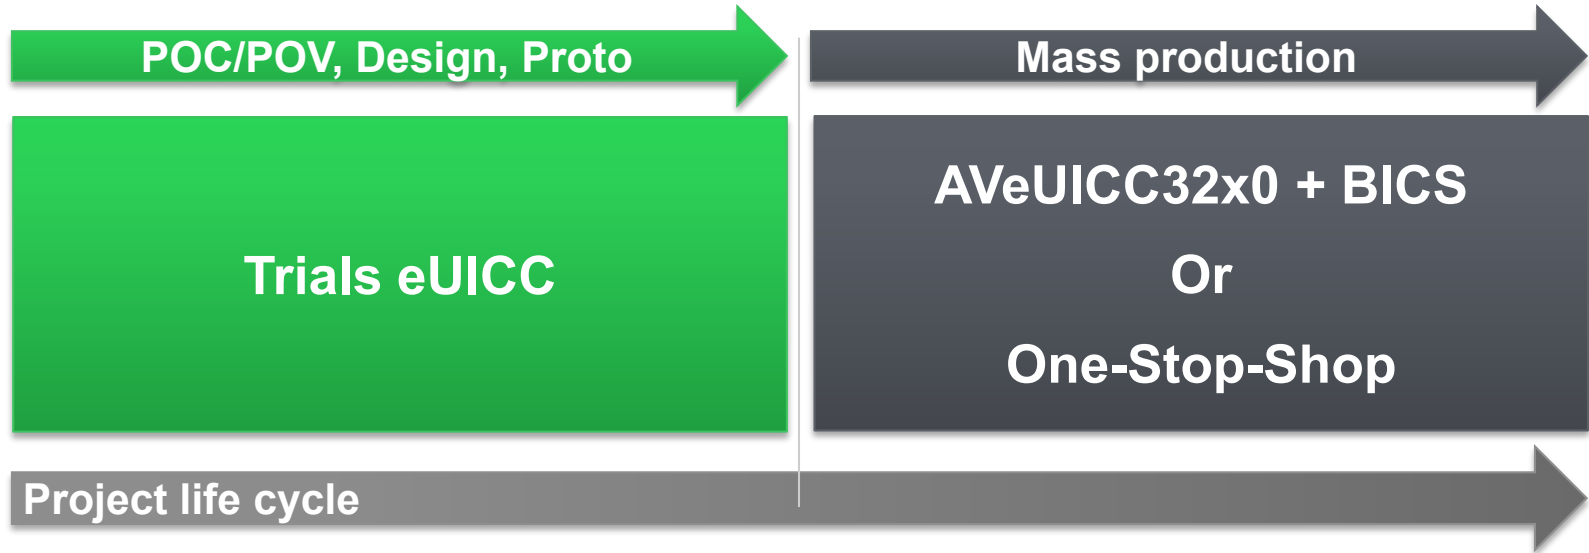 POC/POV, Design, Proto
Mass production
Trials eUICC
AVeUICC32x0 + BICS
Or
One-Stop-Shop
Project life cycle